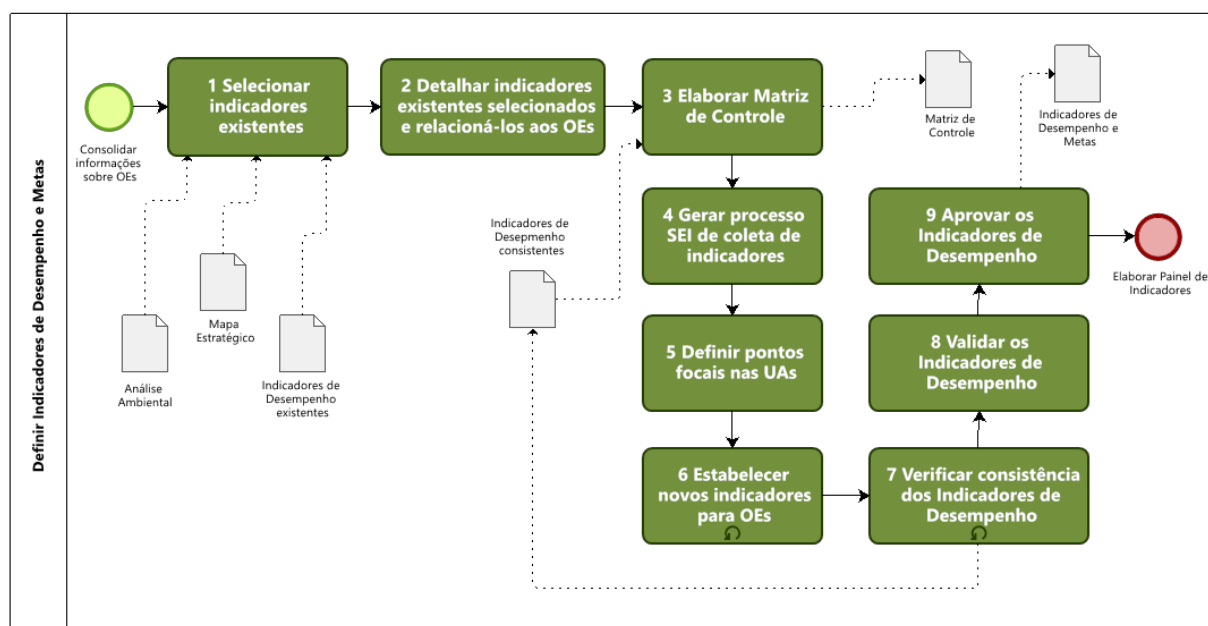 Definir Indicadores de Desempenho e Metas
Consolidar
informações
sobre OEs
1 Selecionar
indicadores
existentes
2 Detalhar indicadores
existentes selecionados
e relacioná-los aos OEs
3 Elaborar Matriz
de Controle
Matriz
de Controle
Indicadores de
Desempenho e
Metas
Análise
Ambiental
Mapa
Estratégico
Indicadores de
Desempenho
existentes
Indicadores de
Desepmenho
consistentes
4 Gerar processo
SEI de coleta de
indicadores
5 Definir pontos
focais nas UAs
6 Estabelecer
novos indicadores
para OEs
7 Verificar consistência
dos Indicadores de
Desempenho
8 Validar os
Indicadores de
Desempenho
9 Aprovar os
Indicadores de
Desempenho
Elaborar Painel de
Indicadores